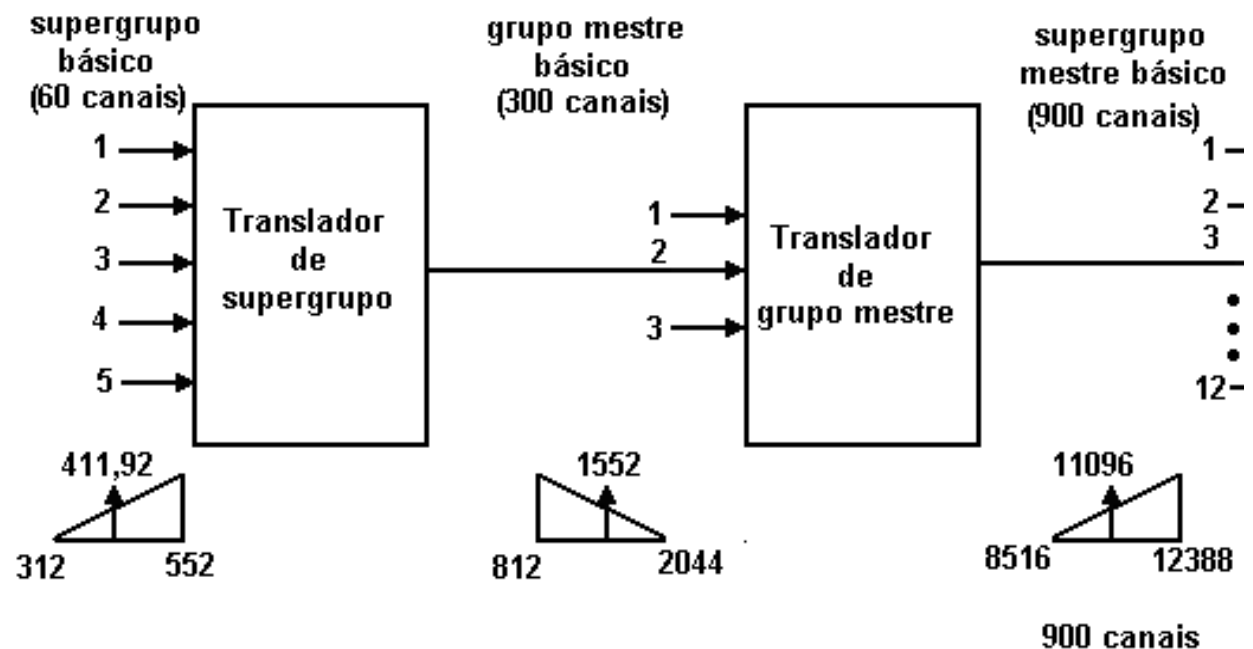 supergrupo
básico
(60 canais)
grupo mestre
básico
(300 canais)
supergrupo
mestre básico
(900 canais)
1
2
3
4
5
Translador
de
supergrupo
1
2
3
Translador
de
grupo mestre
1
2
3
12
411,92
312
552
1552
812
2044
11096
8516
12388
900 canais